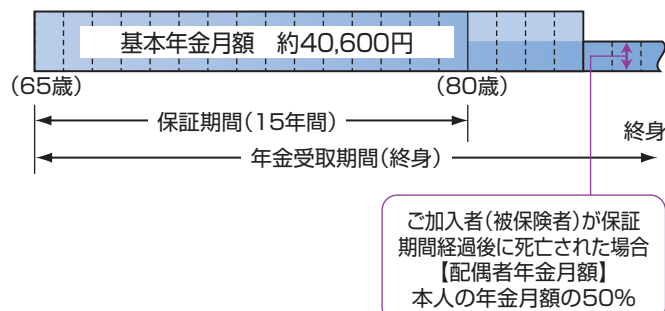 基本年金月額 約40,600円
(65歳)
(80歳)
保証期間(15年間)
終身
年金受取期間(終身)
ご加入者(被保険者)が保証
期間経過後に死亡された場合
【配偶者年金月額】
本人の年金月額の50%